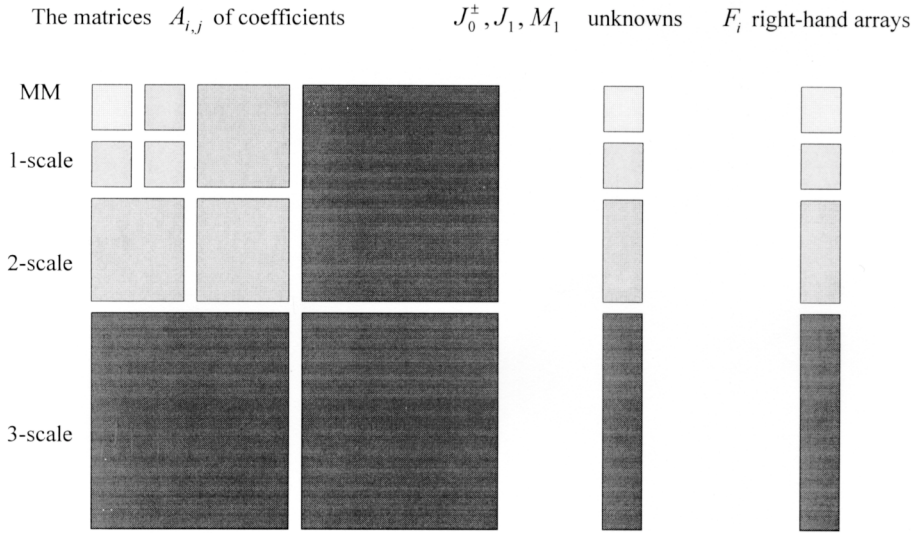 The matrices A_{i,j} of coefficients J_0^±, J_1, M_1 unknowns F_i right-hand arrays
MM
1-scale
2-scale
3-scale